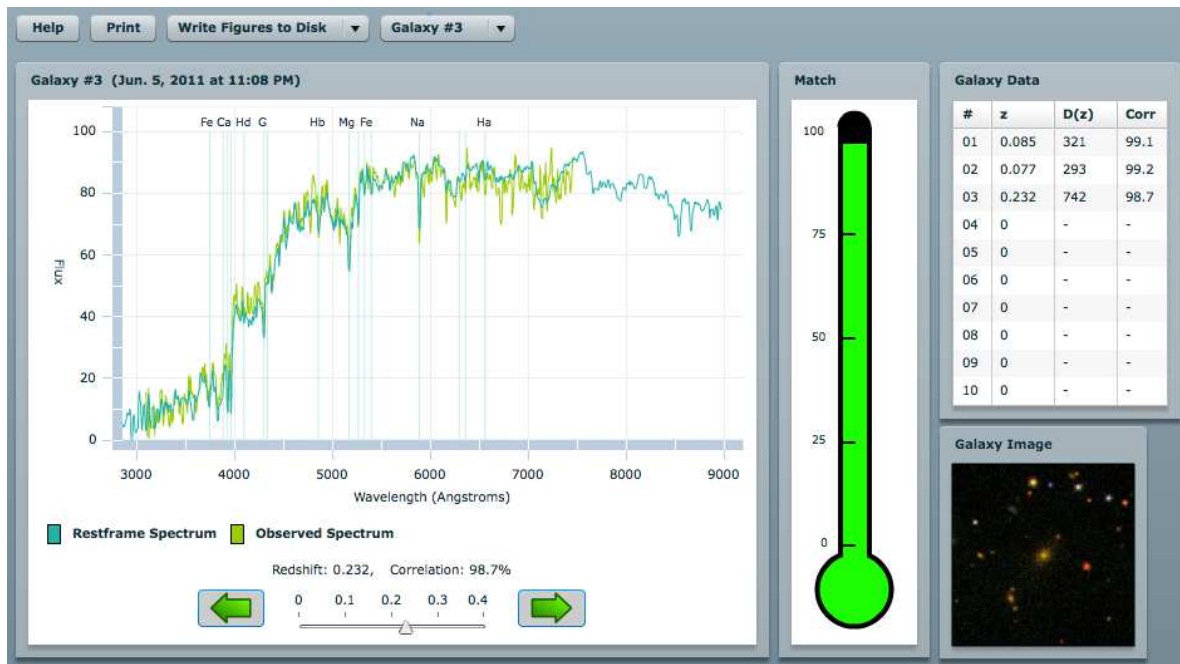 Help Print Write Figures to Disk Galaxy #3
Galaxy #3 (Jun. 5, 2011 at 11:08 PM)
Fe Ca Hd G Hb Mg Fe Na Ha
100
80
60
40
20
0
Flux
3000 4000 5000 6000 7000 8000 9000
Wavelength (Angstroms)
Restframe Spectrum Observed Spectrum
Redshift: 0.232, Correlation: 98.7%
0 0.1 0.2 0.3 0.4
Match
100
75
50
25
0
Galaxy Data
# z D(z) Corr
01 0.085 321 99.1
02 0.077 293 99.2
03 0.232 742 98.7
04 0 - -
05 0 - -
06 0 - -
07 0 - -
08 0 - -
09 0 - -
10 0 - -
Galaxy Image